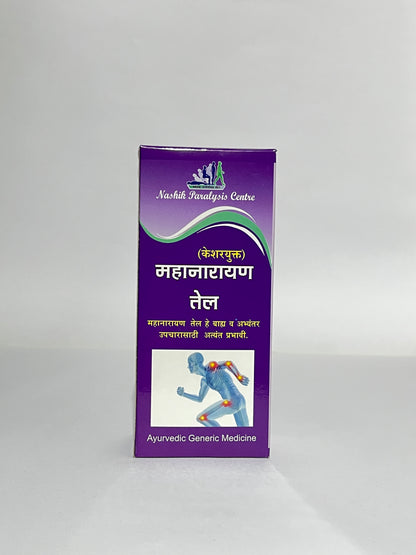 Nashik Paralysis Centre
(केशरयुक्त)
महानारायण
तेल
महानारायण तेल हे बाह्य व अभ्यंतर
उपचारासाठी अत्यंत प्रभावी.
Ayurvedic Generic Medicine